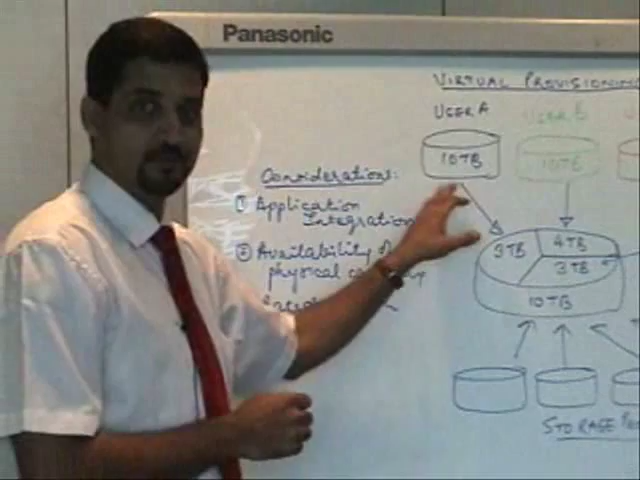 Panasonic
VIRTUAL PROVISIONING
USER A
USER B
10TB
10TB
Considerations:
① Application
Integration
② Availability of
physical
3TB
4TB
3TB
10TB
STORAGE